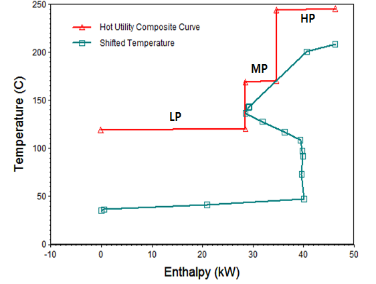 250
200
150
100
50
0
Temperature (C)
Hot Utility Composite Curve
Shifted Temperature
HP
MP
LP
-10
0
10
20
30
40
50
Enthalpy (kW)